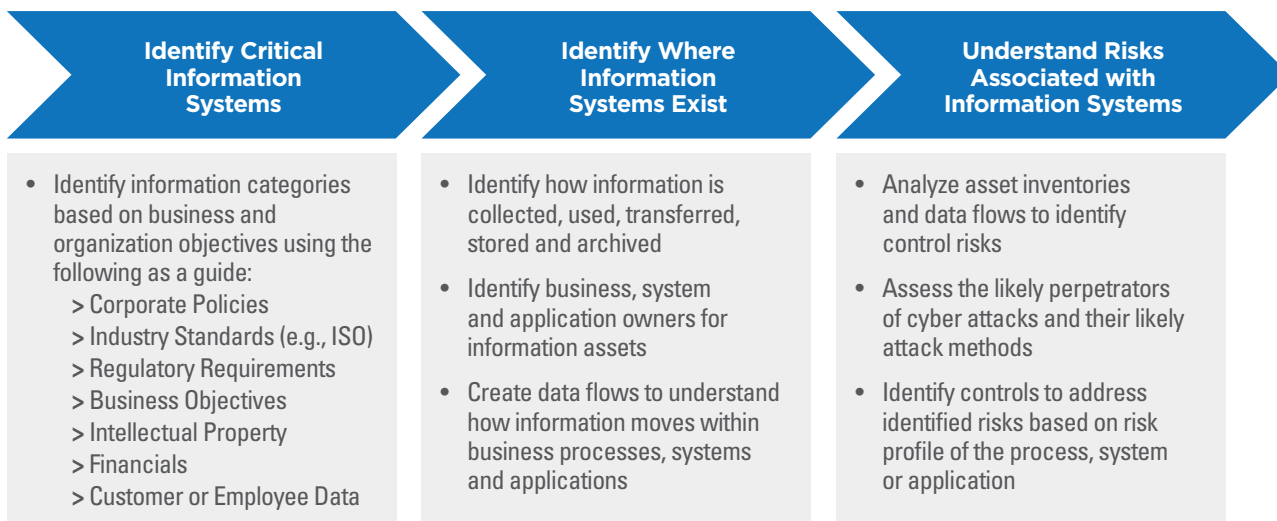 Identify Critical
Information
Systems
Identify Where
Information
Systems Exist
Understand Risks
Associated with
Information Systems
• Identify information categories
based on business and
organization objectives using the
following as a guide:
> Corporate Policies
> Industry Standards (e.g., ISO)
> Regulatory Requirements
> Business Objectives
> Intellectual Property
> Financials
> Customer or Employee Data
• Identify how information is
collected, used, transferred,
stored and archived
• Identify business, system
and application owners for
information assets
• Create data flows to understand
how information moves within
business processes, systems
and applications
• Analyze asset inventories
and data flows to identify
control risks
• Assess the likely perpetrators
of cyber attacks and their likely
attack methods
• Identify controls to address
identified risks based on risk
profile of the process, system
or application